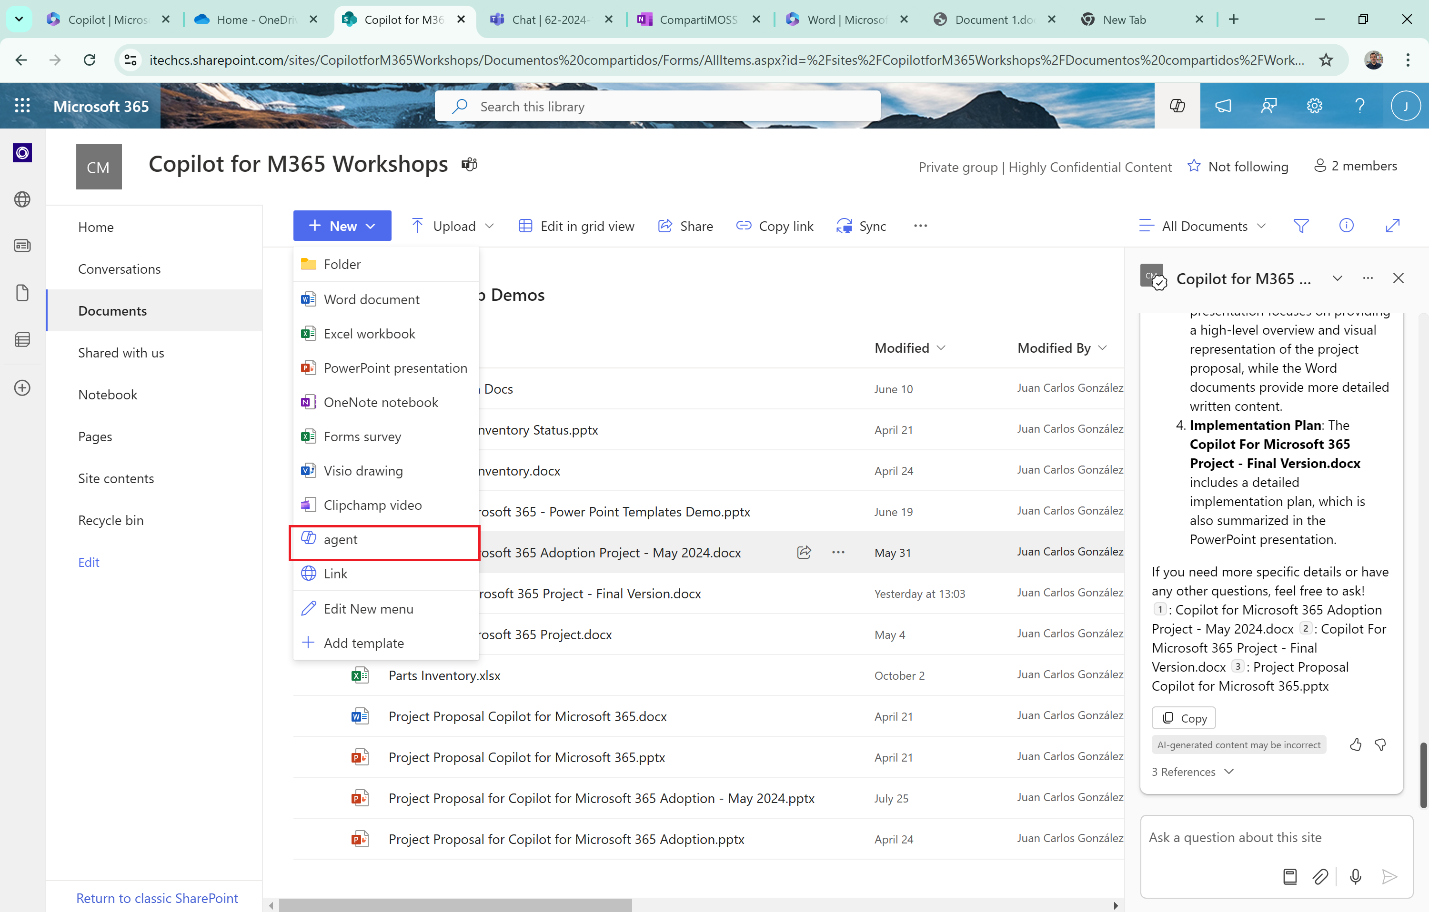 Copilot | Micros
Home - OneDri
Copilot for M36
Chat | 62-2024-
CompartiMOSS
Word | Microsof
Document 1.do
New Tab
itechcs.sharepoint.com/sites/CopilotforM365Workshops/Documentos%20compartidos/Forms/AllItems.aspx?id=%2Fsites%2FCopilotforM365Workshops%2FDocumentos%20compartidos%2FWork...
Microsoft 365
Search this library
J
CM
Copilot for M365 Workshops
Private group | Highly Confidential Content
Not following
2 members
Home
Conversations
Documents
Shared with us
Notebook
Pages
Site contents
Recycle bin
Edit
Return to classic SharePoint
New
Upload
Edit in grid view
Share
Copy link
Sync
All Documents
Folder
Word document
Excel workbook
PowerPoint presentation
OneNote notebook
Forms survey
Visio drawing
Clipchamp video
agent
Link
Edit New menu
Add template
p Demos
Modified
Modified By
Docs
June 10
Juan Carlos González
nventory Status.pptx
April 21
Juan Carlos González
nventory.docx
April 24
Juan Carlos González
rosoft 365 - Power Point Templates Demo.pptx
June 19
Juan Carlos González
rosoft 365 Adoption Project - May 2024.docx
May 31
Juan Carlos González
rosoft 365 Project - Final Version.docx
Yesterday at 13:03
Juan Carlos González
rosoft 365 Project.docx
May 4
Juan Carlos González
Parts Inventory.xlsx
October 2
Juan Carlos González
Project Proposal Copilot for Microsoft 365.docx
April 21
Juan Carlos González
Project Proposal Copilot for Microsoft 365.pptx
April 21
Juan Carlos González
Project Proposal for Copilot for Microsoft 365 Adoption - May 2024.pptx
July 25
Juan Carlos González
Project Proposal for Copilot for Microsoft 365 Adoption.pptx
April 24
Juan Carlos González
CM
Copilot for M365 ...
presentation focuses on providing
a high-level overview and visual
representation of the project
proposal, while the Word
documents provide more detailed
written content.
4. Implementation Plan: The
Copilot For Microsoft 365
Project - Final Version.docx
includes a detailed
implementation plan, which is
also summarized in the
PowerPoint presentation.
If you need more specific details or have
any other questions, feel free to ask!
1 : Copilot for Microsoft 365 Adoption
Project - May 2024.docx 2 : Copilot For
Microsoft 365 Project - Final
Version.docx 3 : Project Proposal
Copilot for Microsoft 365.pptx
Copy
AI-generated content may be incorrect
3 References
Ask a question about this site